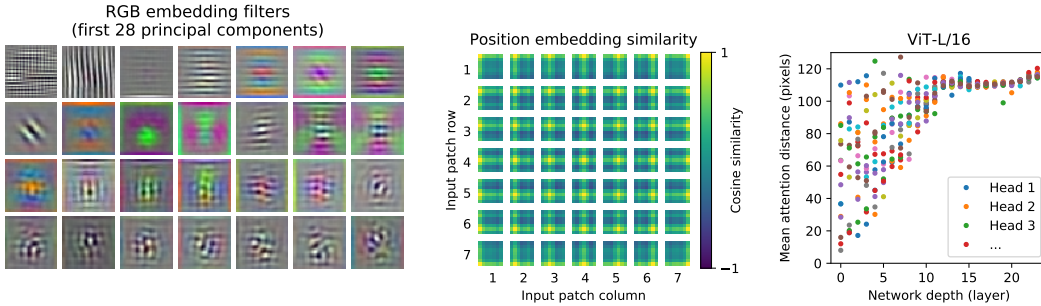 RGB embedding filters
(first 28 principal components)
Position embedding similarity
1
2
3
4
5
6
7
Input patch row
1 2 3 4 5 6 7
Input patch column
1
−1
Cosine similarity
ViT-L/16
120
100
80
60
40
20
0
Mean attention distance (pixels)
0 5 10 15 20
Network depth (layer)
Head 1
Head 2
Head 3
...